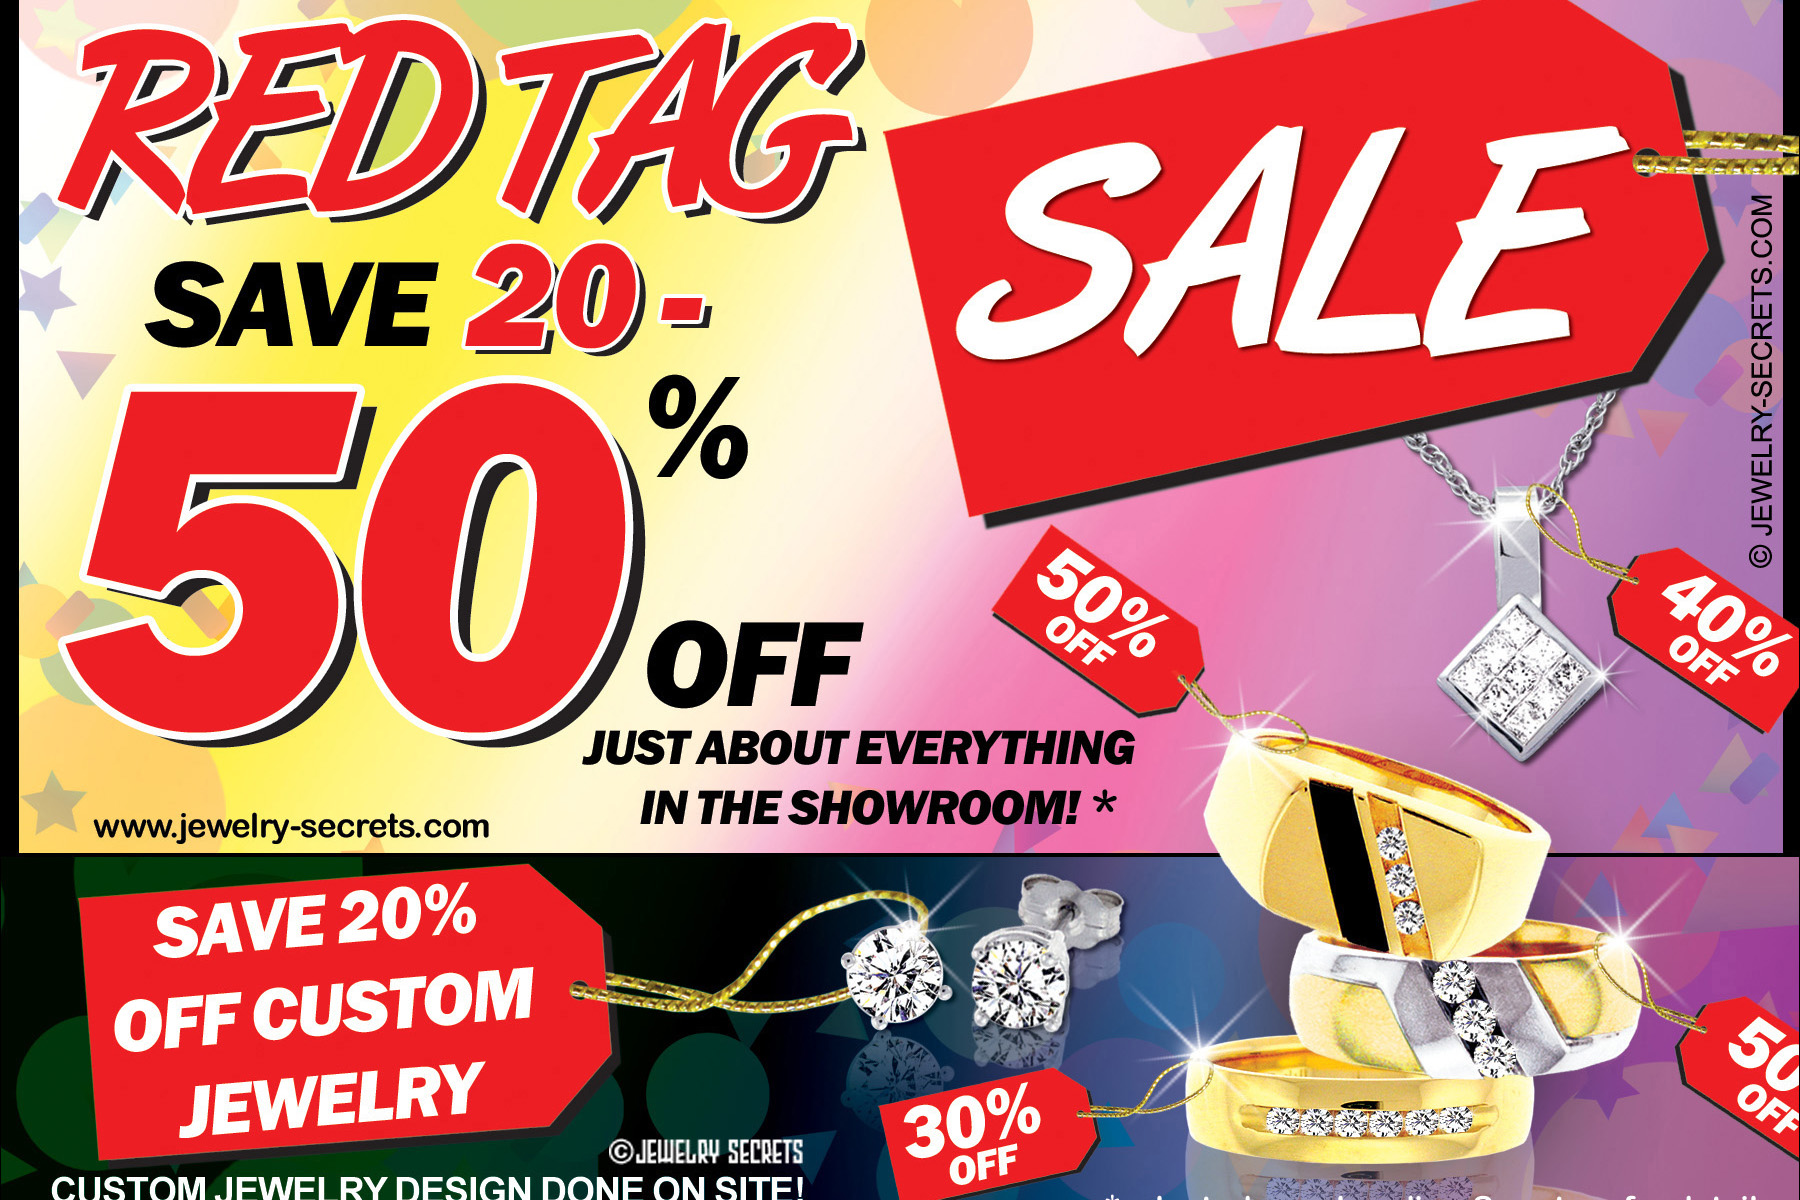 RED TAG
SALE
SAVE 20-
50%
OFF
JUST ABOUT EVERYTHING
IN THE SHOWROOM! *
www.jewelry-secrets.com
© JEWELRY-SECRETS.COM
50%
OFF
40%
OFF
SAVE 20%
OFF CUSTOM
JEWELRY
30%
OFF
50
OFF
©JEWELRY SECRETS
CUSTOM JEWELRY DESIGN DONE ON SITE!